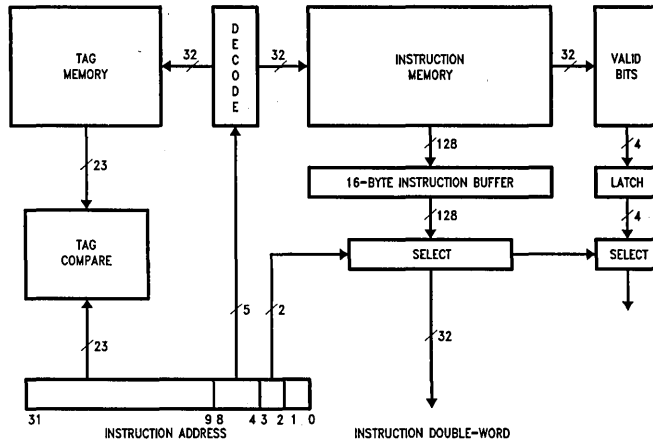 TAG
MEMORY
32
DECODE
32
INSTRUCTION
MEMORY
32
VALID
BITS
23
128
4
16-BYTE INSTRUCTION BUFFER
LATCH
128
4
TAG
COMPARE
SELECT
SELECT
5
2
23
32
31 9 8 4 3 2 1 0
INSTRUCTION ADDRESS
INSTRUCTION DOUBLE-WORD